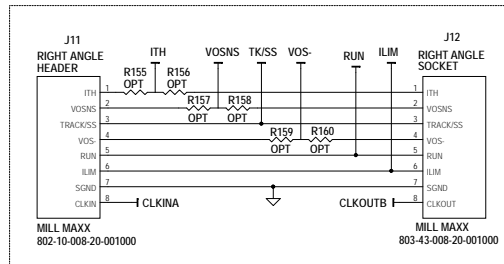 J11
RIGHT ANGLE
HEADER
ITH
VOSNS
TK/SS
VOS-
RUN
ILIM
J12
RIGHT ANGLE
SOCKET
R155
OPT
R156
OPT
R157
OPT
R158
OPT
R159
OPT
R160
OPT
ITH 1
VOSNS 2
TRACK/SS 3
VOS- 4
RUN 5
ILIM 6
SGND 7
CLKIN 8
CLKINA
CLKOUTB
1 ITH
2 VOSNS
3 TRACK/SS
4 VOS-
5 RUN
6 ILIM
7 SGND
8 CLKOUT
MILL MAXX
802-10-008-20-001000
MILL MAXX
803-43-008-20-001000